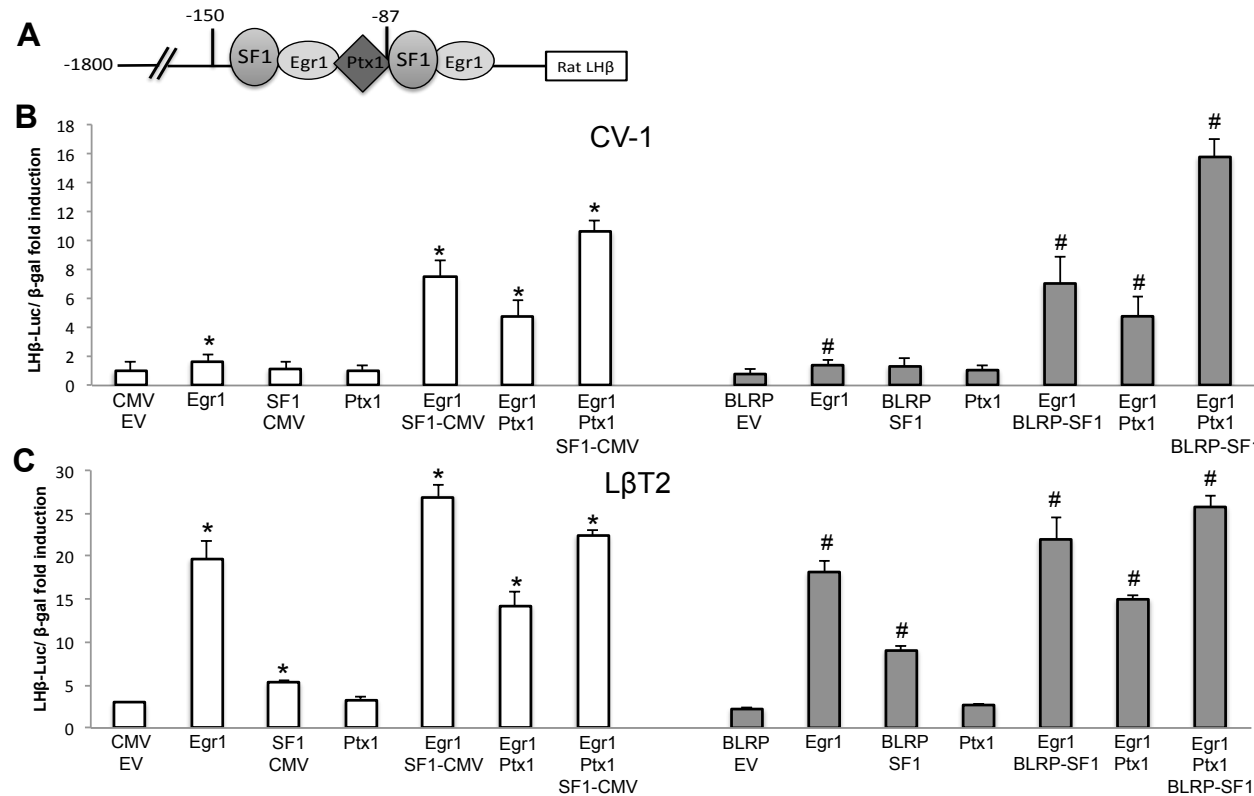 A
-150
-87
-1800
SF1
Egr1
Ptx1
SF1
Egr1
Rat LHβ
B
CV-1
LHβ-Luc/ β-gal fold induction
18
16
14
12
10
8
6
4
2
0
*
*
*
*
#
#
#
#
CMV
EV
Egr1
SF1
CMV
Ptx1
Egr1
SF1-CMV
Egr1
Ptx1
Egr1
Ptx1
SF1-CMV
BLRP
EV
Egr1
BLRP
SF1
Ptx1
Egr1
BLRP-SF1
Egr1
Ptx1
Egr1
Ptx1
BLRP-SF1
C
LβT2
LHβ-Luc/ β-gal fold induction
30
25
20
15
10
5
0
*
*
*
*
*
#
#
#
#
#
CMV
EV
Egr1
SF1
CMV
Ptx1
Egr1
SF1-CMV
Egr1
Ptx1
Egr1
Ptx1
SF1-CMV
BLRP
EV
Egr1
BLRP
SF1
Ptx1
Egr1
BLRP-SF1
Egr1
Ptx1
Egr1
Ptx1
BLRP-SF1